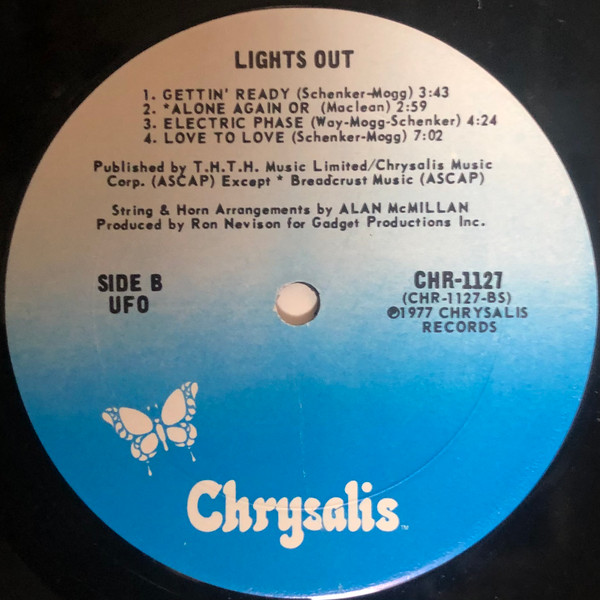 LIGHTS OUT
1. GETTIN' READY (Schenker-Mogg) 3:43
2. *ALONE AGAIN OR (Maclean) 2:59
3. ELECTRIC PHASE (Way-Mogg-Schenker) 4:24
4. LOVE TO LOVE (Schenker-Mogg) 7:02
Published by T.H.T.H. Music Limited/Chrysalis Music
Corp. (ASCAP) Except * Breadcrust Music (ASCAP)
String & Horn Arrangements by ALAN McMILLAN
Produced by Ron Nevison for Gadget Productions Inc.
SIDE B
UFO
CHR-1127
(CHR-1127-BS)
℗1977 CHRYSALIS
RECORDS
Chrysalis™